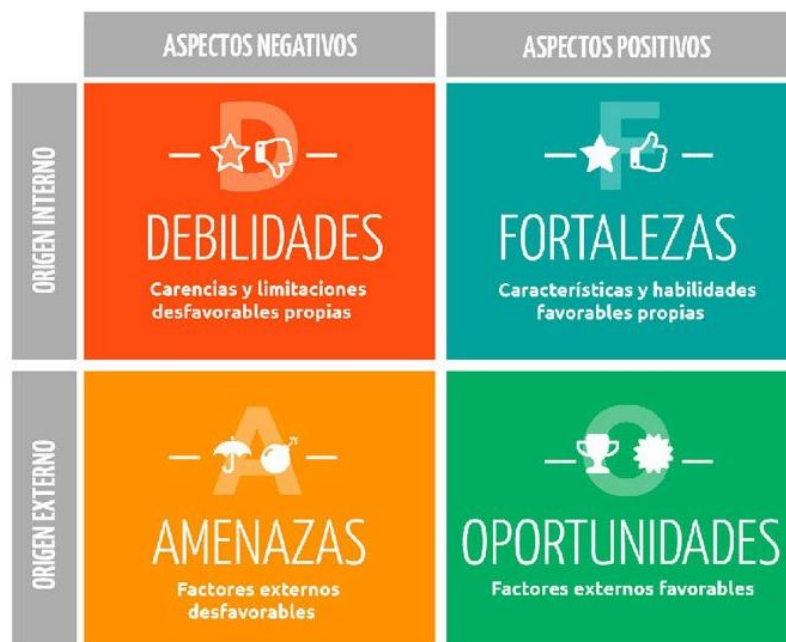 ASPECTOS NEGATIVOS
ASPECTOS POSITIVOS
ORIGEN INTERNO
D
DEBILIDADES
Carencias y limitaciones
desfavorables propias
F
FORTALEZAS
Características y habilidades
favorables propias
ORIGEN EXTERNO
A
AMENAZAS
Factores externos
desfavorables
O
OPORTUNIDADES
Factores externos favorables